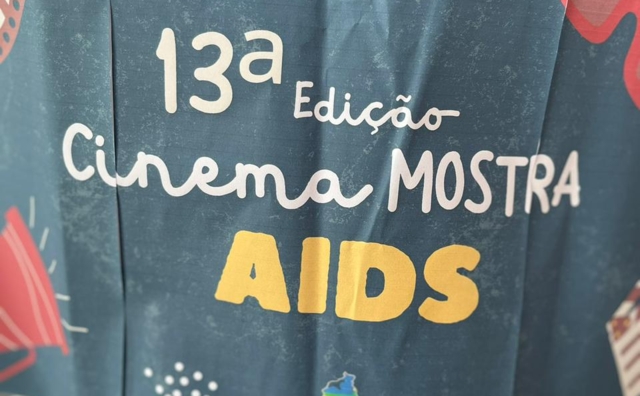 13ª Edição
Cinema MOSTRA
AIDS